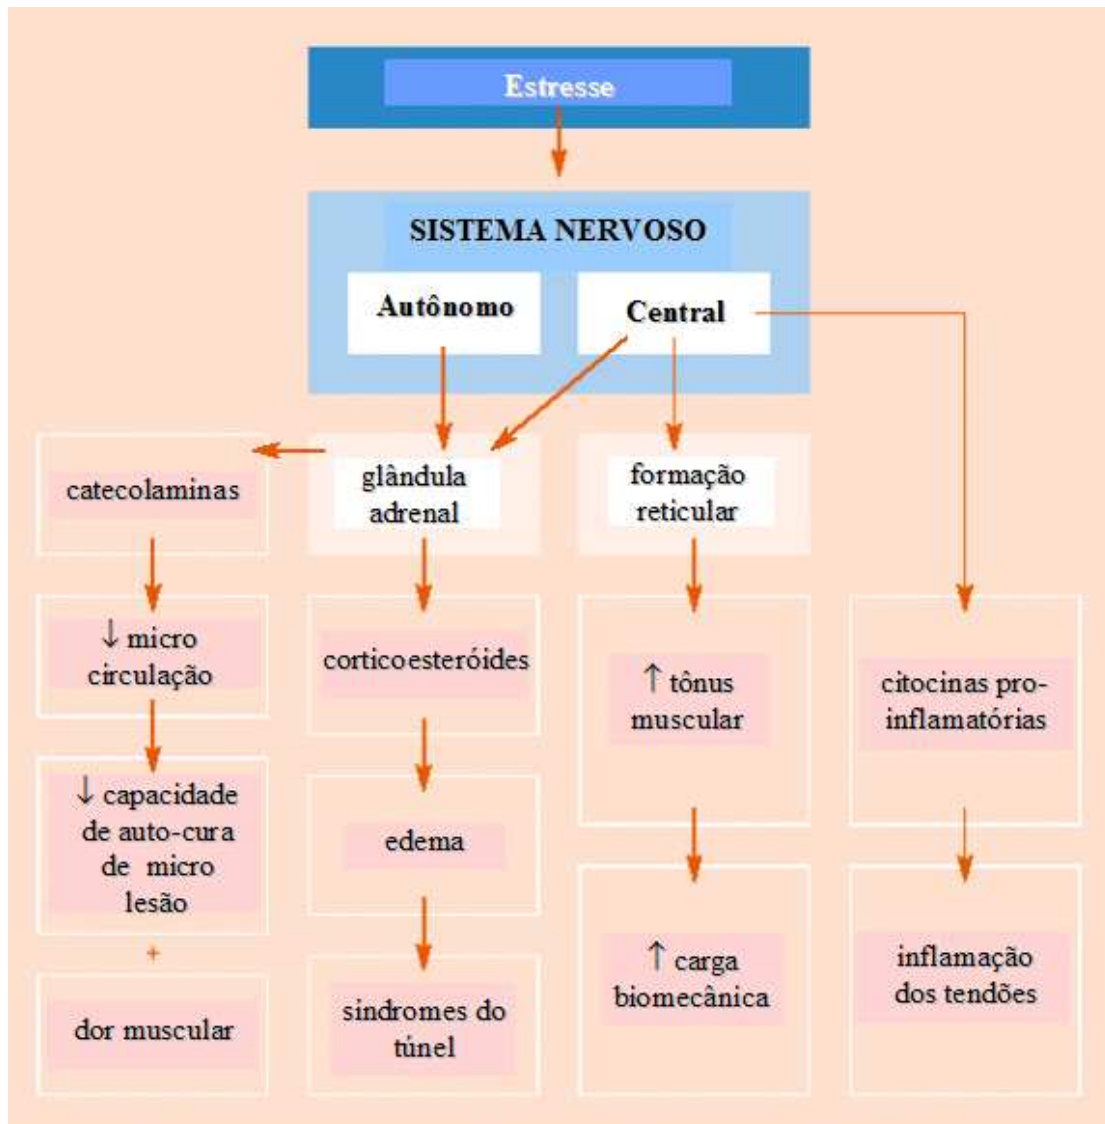 Estresse
SISTEMA NERVOSO
Autônomo
Central
catecolaminas
glândula
adrenal
formação
reticular
↓ micro
circulação
corticoesteróides
↑ tônus
muscular
citocinas pro-
inflamatórias
↓ capacidade
de auto-cura
de micro
lesão
edema
+
dor muscular
sindromes do
túnel
↑ carga
biomecânica
inflamação
dos tendões